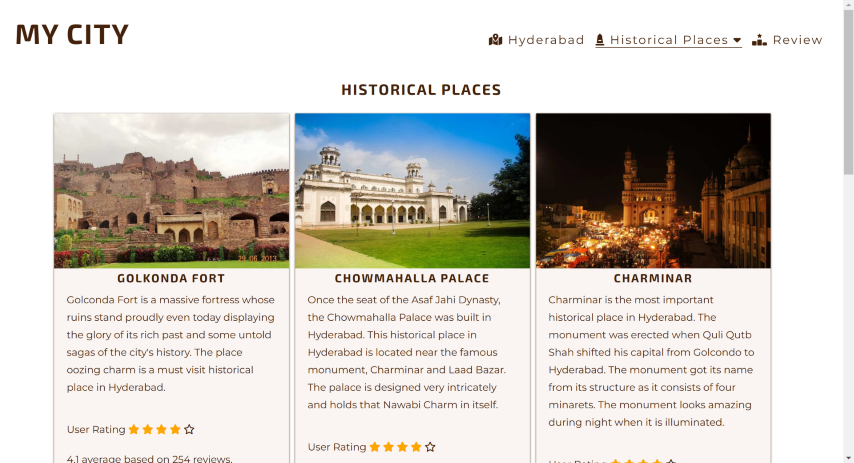 MY CITY
Hyderabad
Historical Places
Review
HISTORICAL PLACES
29.06.2013
GOLKONDA FORT
Golconda Fort is a massive fortress whose
ruins stand proudly even today displaying
the glory of its rich past and some untold
sagas of the city's history. The place
oozing charm is a must visit historical
place in Hyderabad.
User Rating
4.1 average based on 254 reviews.
CHOWMAHALLA PALACE
Once the seat of the Asaf Jahi Dynasty,
the Chowmahalla Palace was built in
Hyderabad. This historical place in
Hyderabad is located near the famous
monument, Charminar and Laad Bazar.
The palace is designed very intricately
and holds that Nawabi Charm in itself.
User Rating
CHARMINAR
Charminar is the most important
historical place in Hyderabad. The
monument was erected when Quli Qutb
Shah shifted his capital from Golcondo to
Hyderabad. The monument got its name
from its structure as it consists of four
minarets. The monument looks amazing
during night when it is illuminated.
User Rating